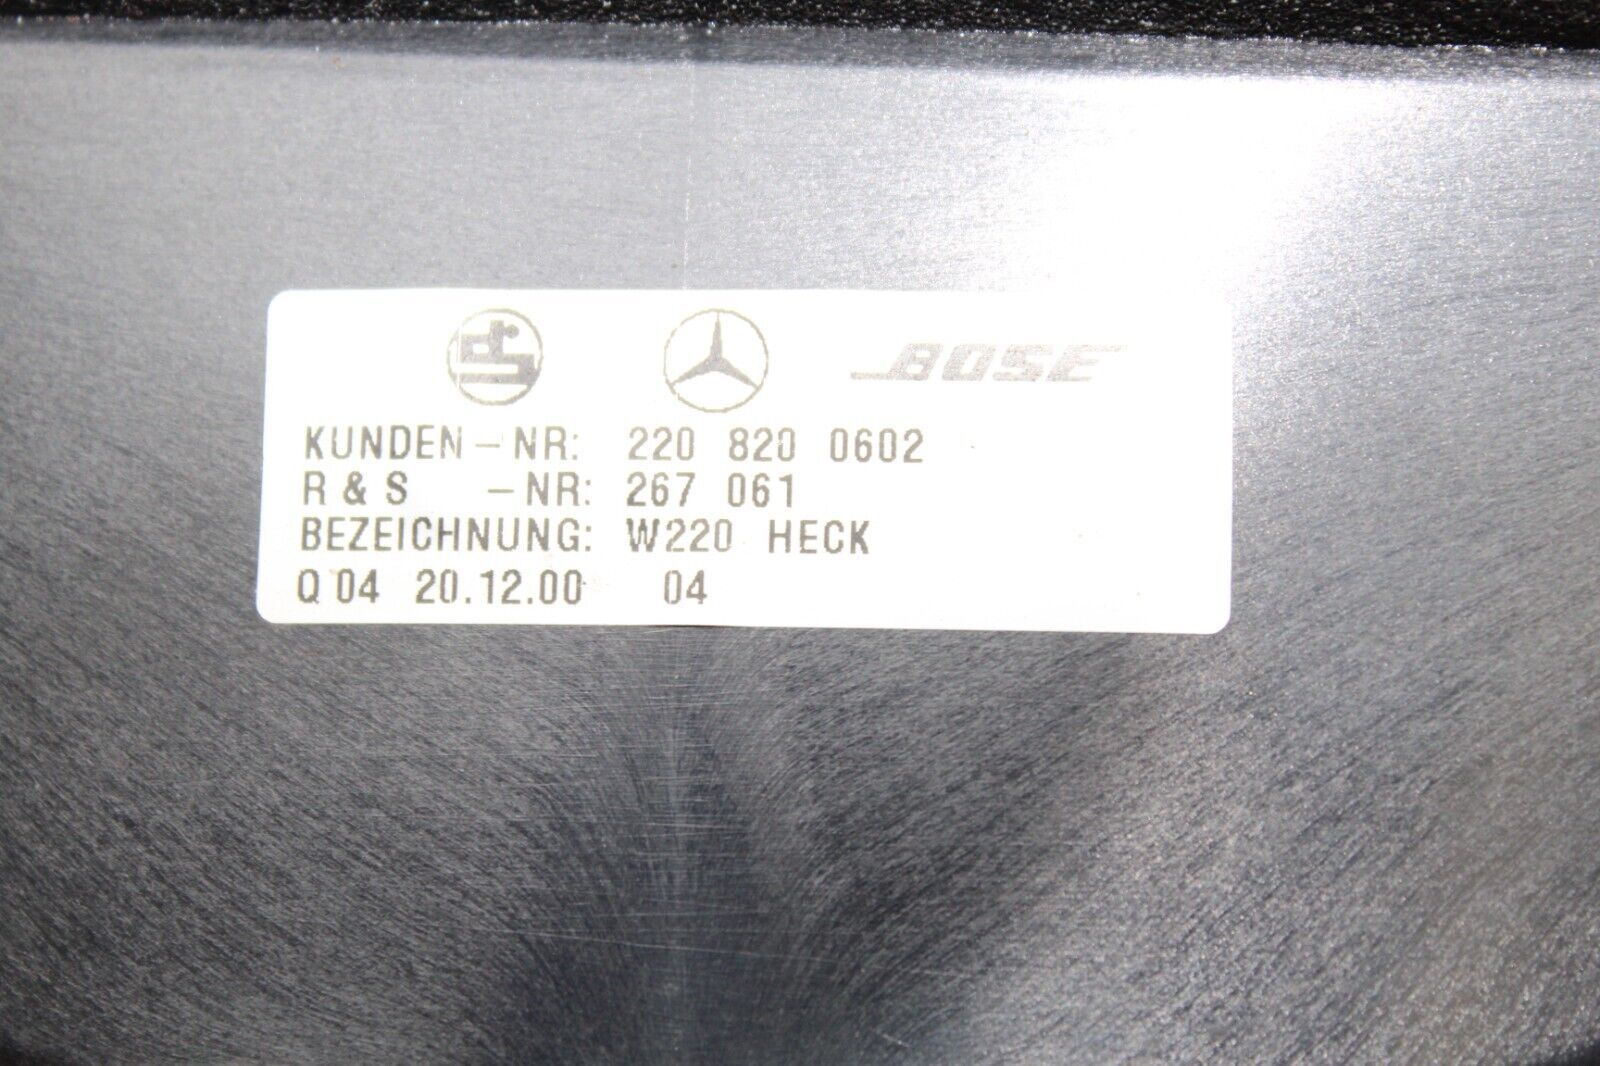 BOSE
KUNDEN-NR: 220 820 0602
R & S -NR: 267 061
BEZEICHNUNG: W220 HECK
Q 04 20.12.00 04